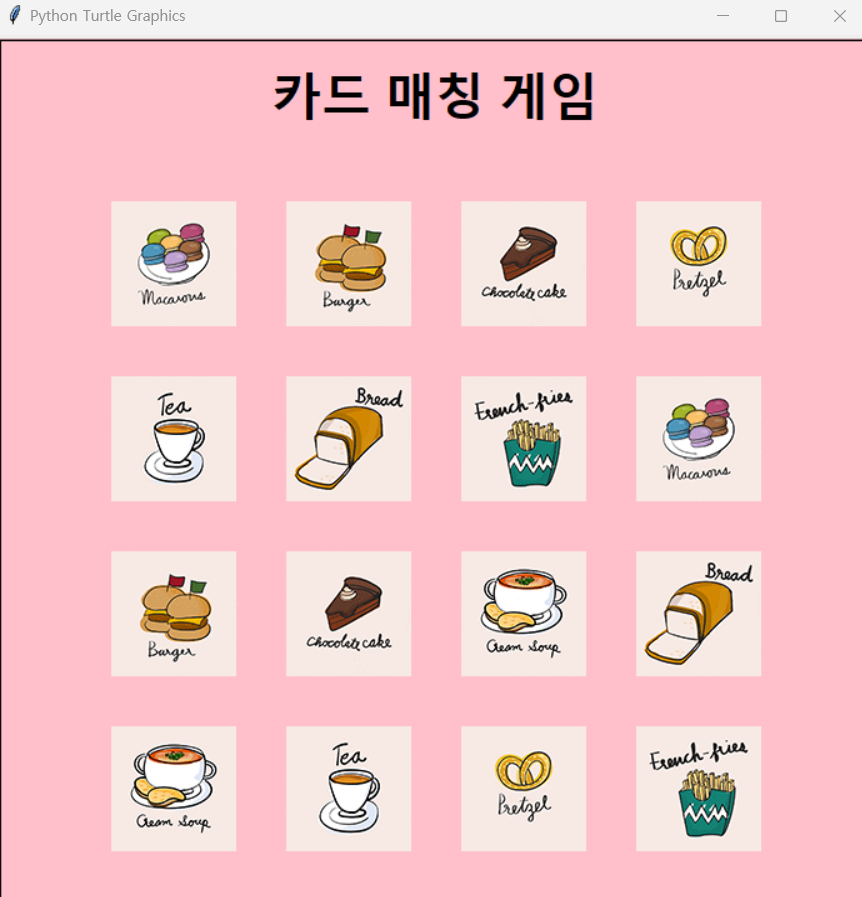 Python Turtle Graphics
카드 매칭 게임
Macarons
Burger
Chocolate cake
Pretzel
Tea
Bread
French-fries
Macarons
Burger
Chocolate cake
Cream Soup
Bread
Cream Soup
Tea
Pretzel
French-fries